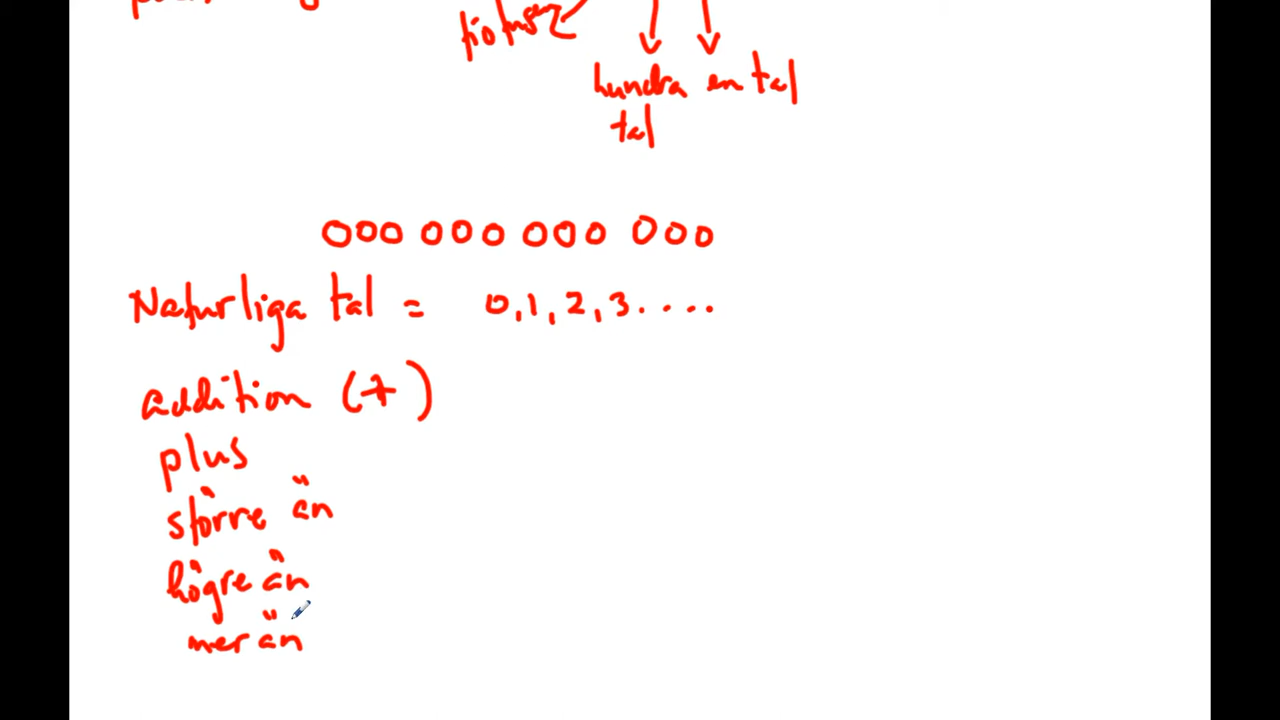 hundra en tal
tal
000 000 000 000
Naturliga tal = 0,1,2,3....
addition (+)
plus
större än
högre än
mer än